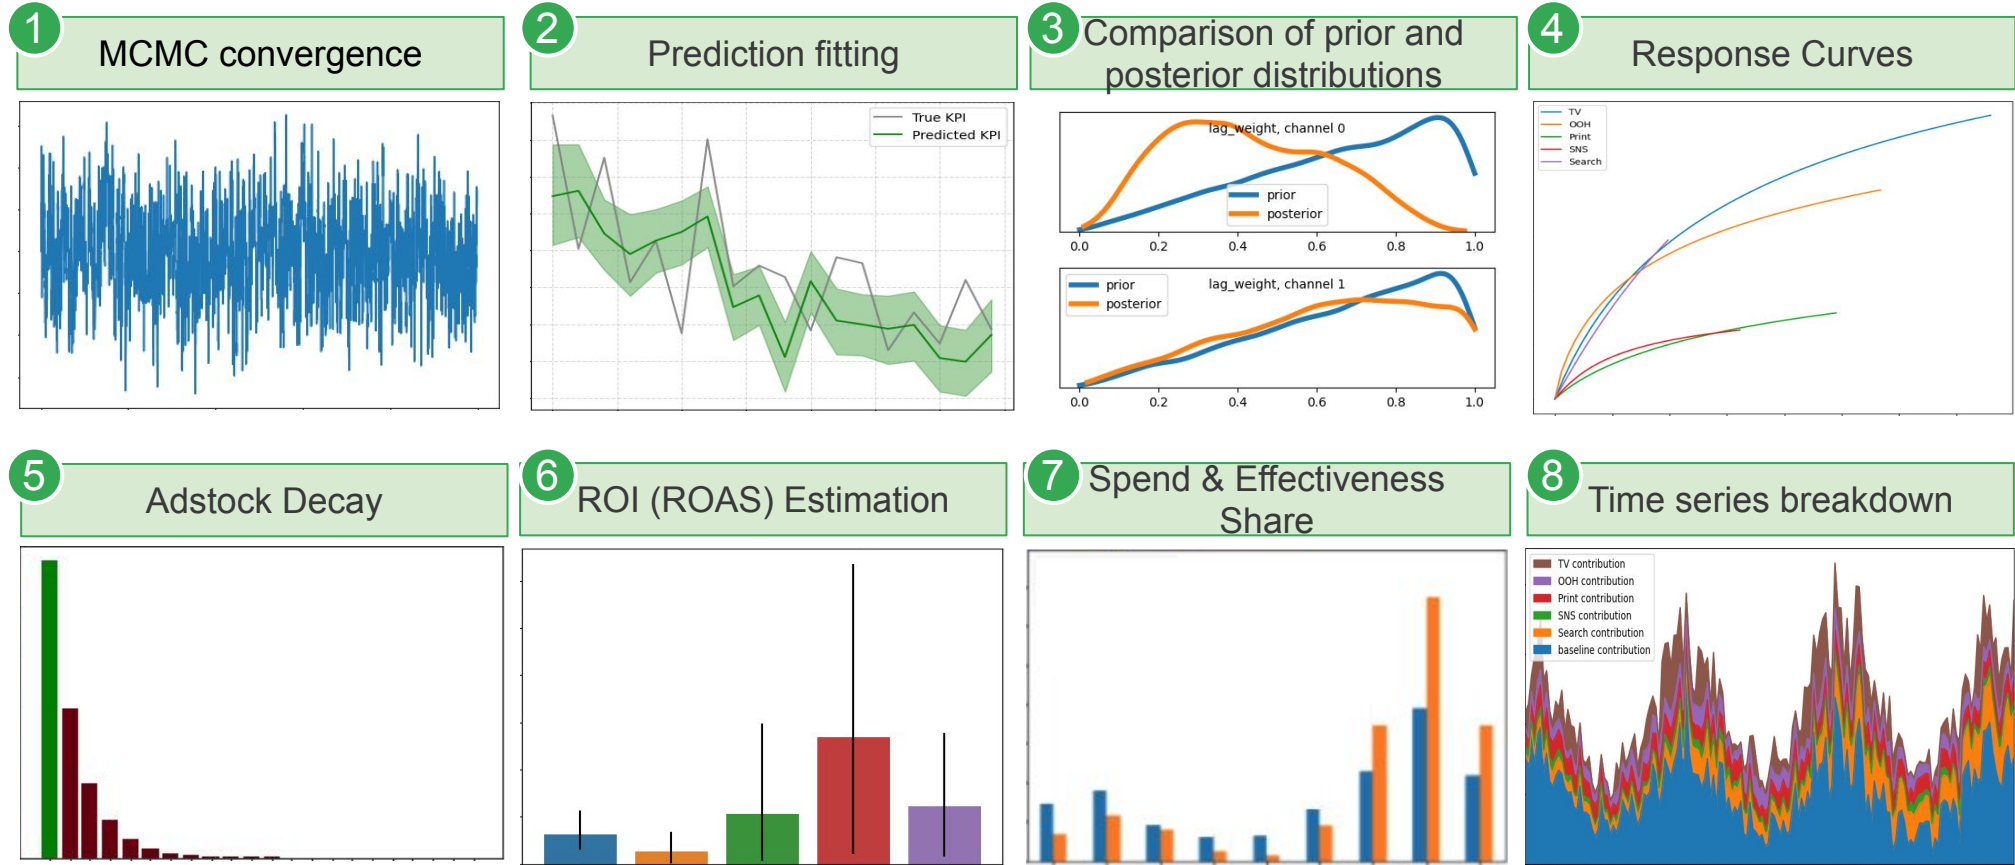 1
MCMC convergence
2
Prediction fitting
True KPI
Predicted KPI
3
Comparison of prior and
posterior distributions
lag_weight, channel 0
prior
posterior
0.0 0.2 0.4 0.6 0.8 1.0
lag_weight, channel 1
prior
posterior
0.0 0.2 0.4 0.6 0.8 1.0
4
Response Curves
TV
OOH
Print
SNS
Search
5
Adstock Decay
6
ROI (ROAS) Estimation
7
Spend & Effectiveness
Share
8
Time series breakdown
TV contribution
OOH contribution
Print contribution
SNS contribution
Search contribution
baseline contribution